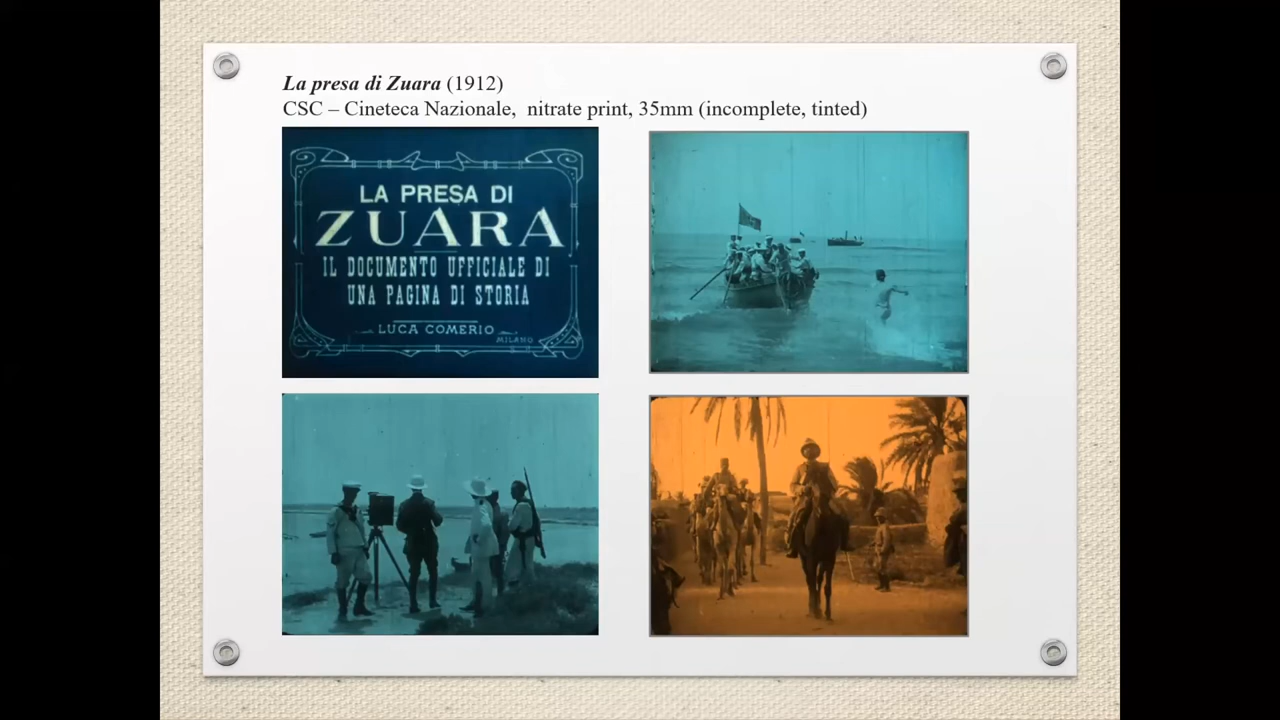 La presa di Zuara (1912)
CSC – Cineteca Nazionale, nitrate print, 35mm (incomplete, tinted)
LA PRESA DI
ZUARA
IL DOCUMENTO UFFICIALE DI
UNA PAGINA DI STORIA
LUCA COMERIO
MILANO